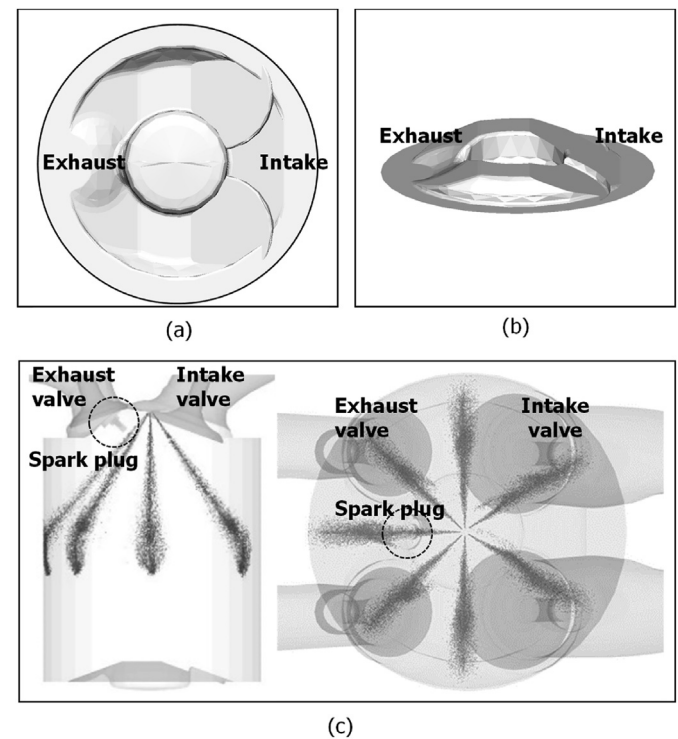 Exhaust
Intake
(a)
Exhaust
Intake
(b)
Exhaust
valve
Intake
valve
Spark plug
Exhaust
valve
Intake
valve
Spark plug
(c)